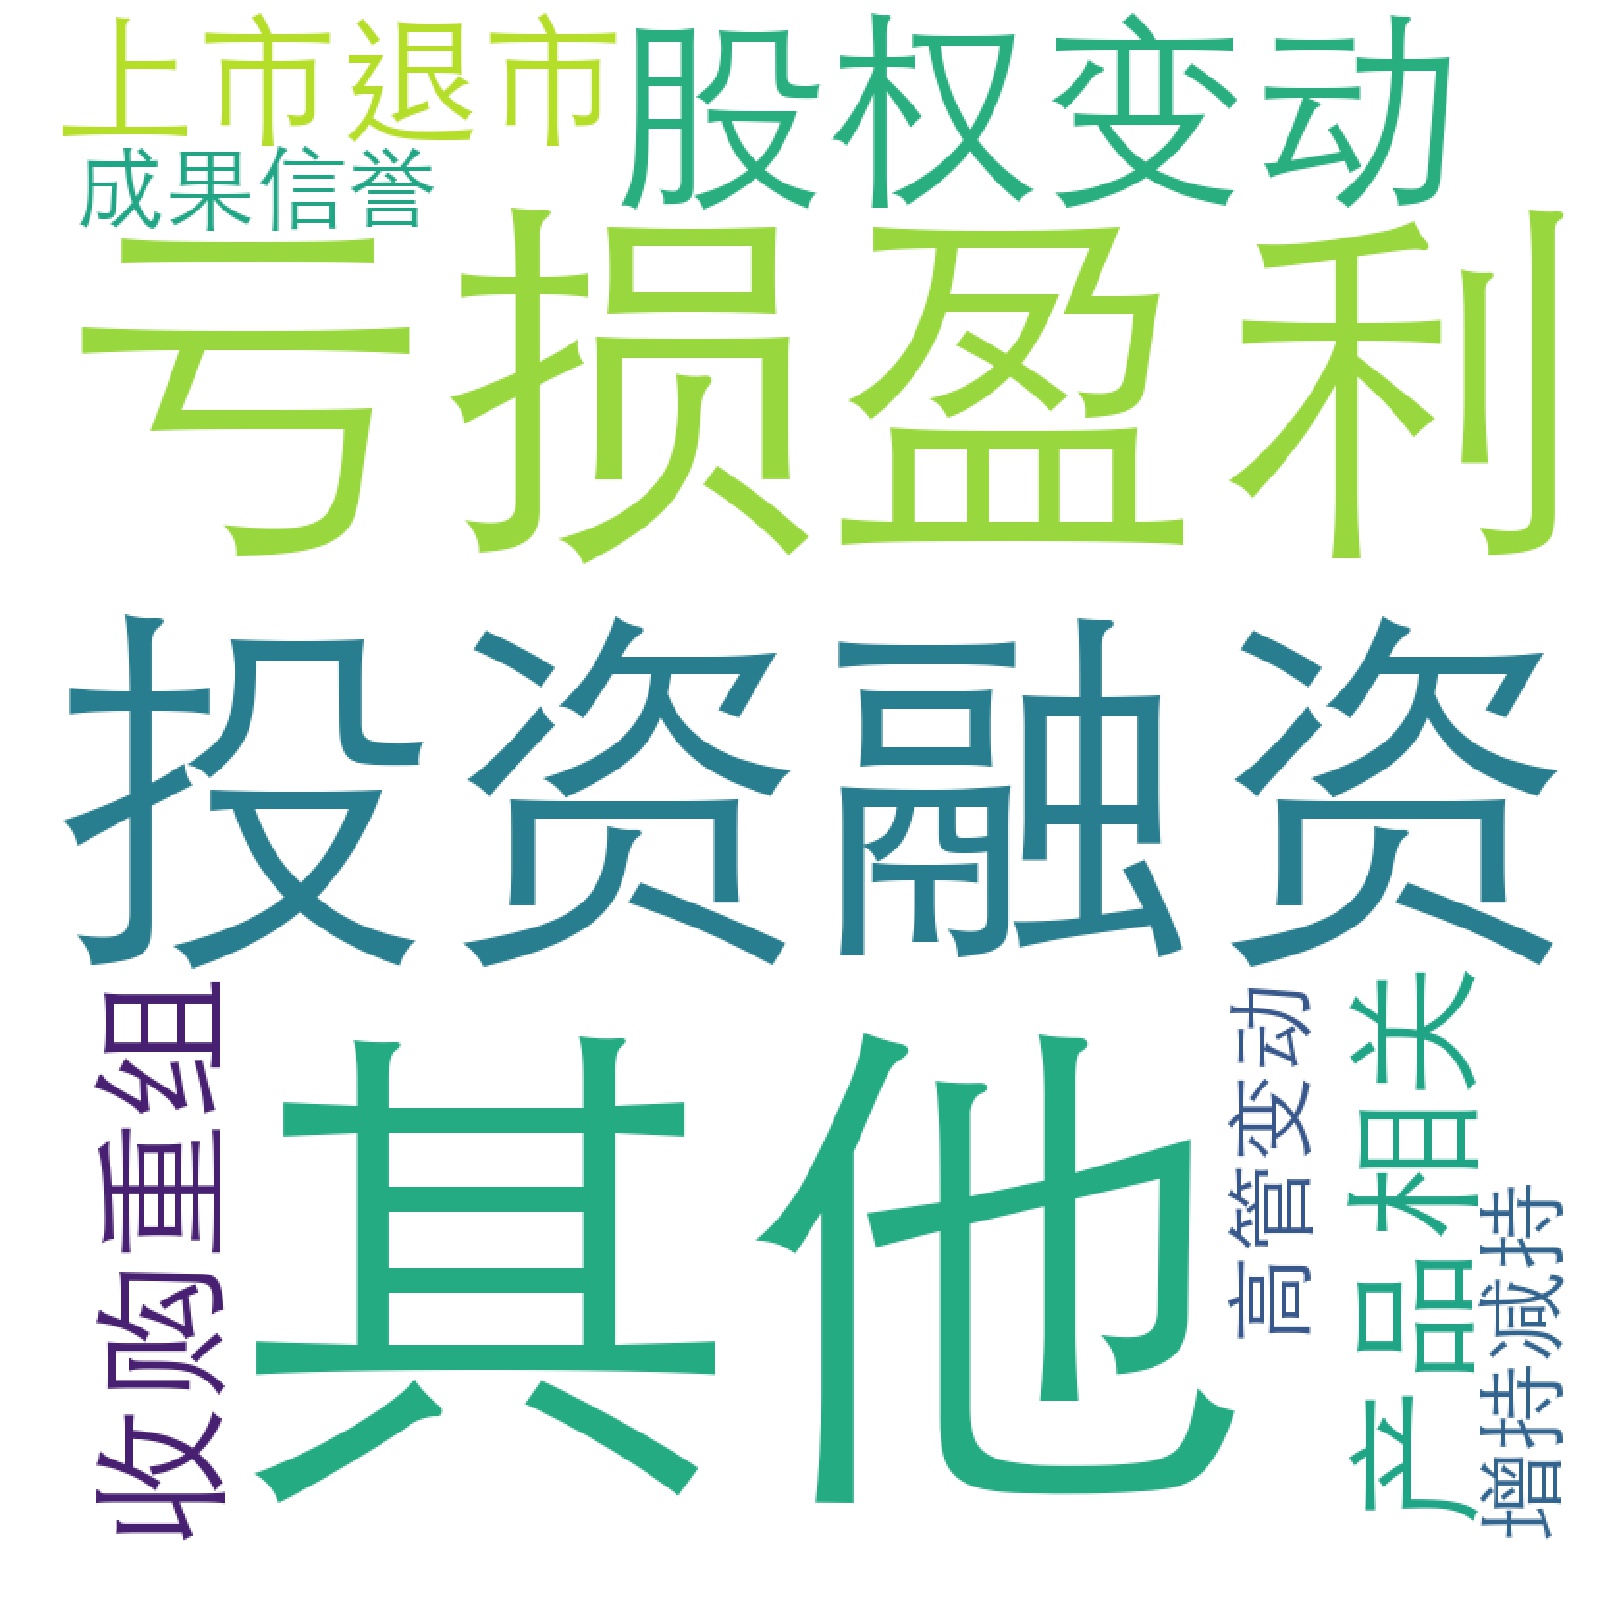 上市退市
股权变动
成果信誉
亏损盈利
投资融资
收购重组
其他
高管变动
产品相关
增持减持